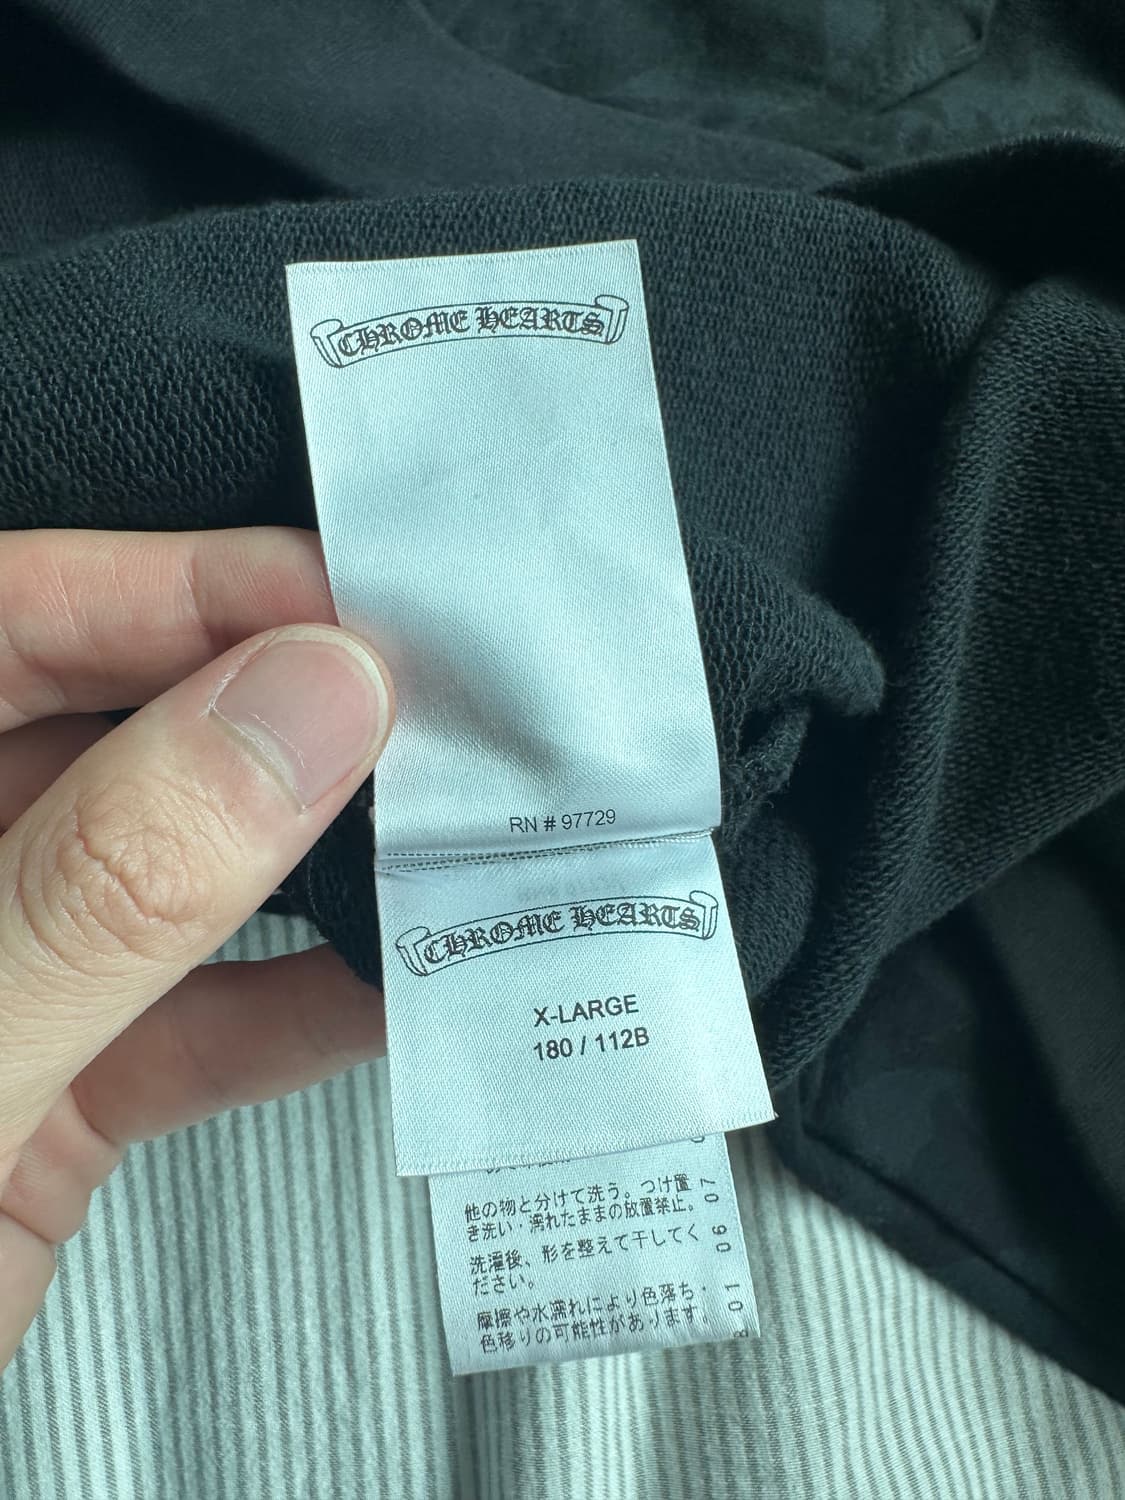 CHROME HEARTS
RN # 97729
CHROME HEARTS
X-LARGE
180 / 112B
他の物と分けて洗う。つけ置
き洗い・濡れたままの放置禁止。
洗濯後、形を整えて干してく
ださい。
摩擦や水濡れにより色落ち・
色移りの可能性があります。
01 06 07